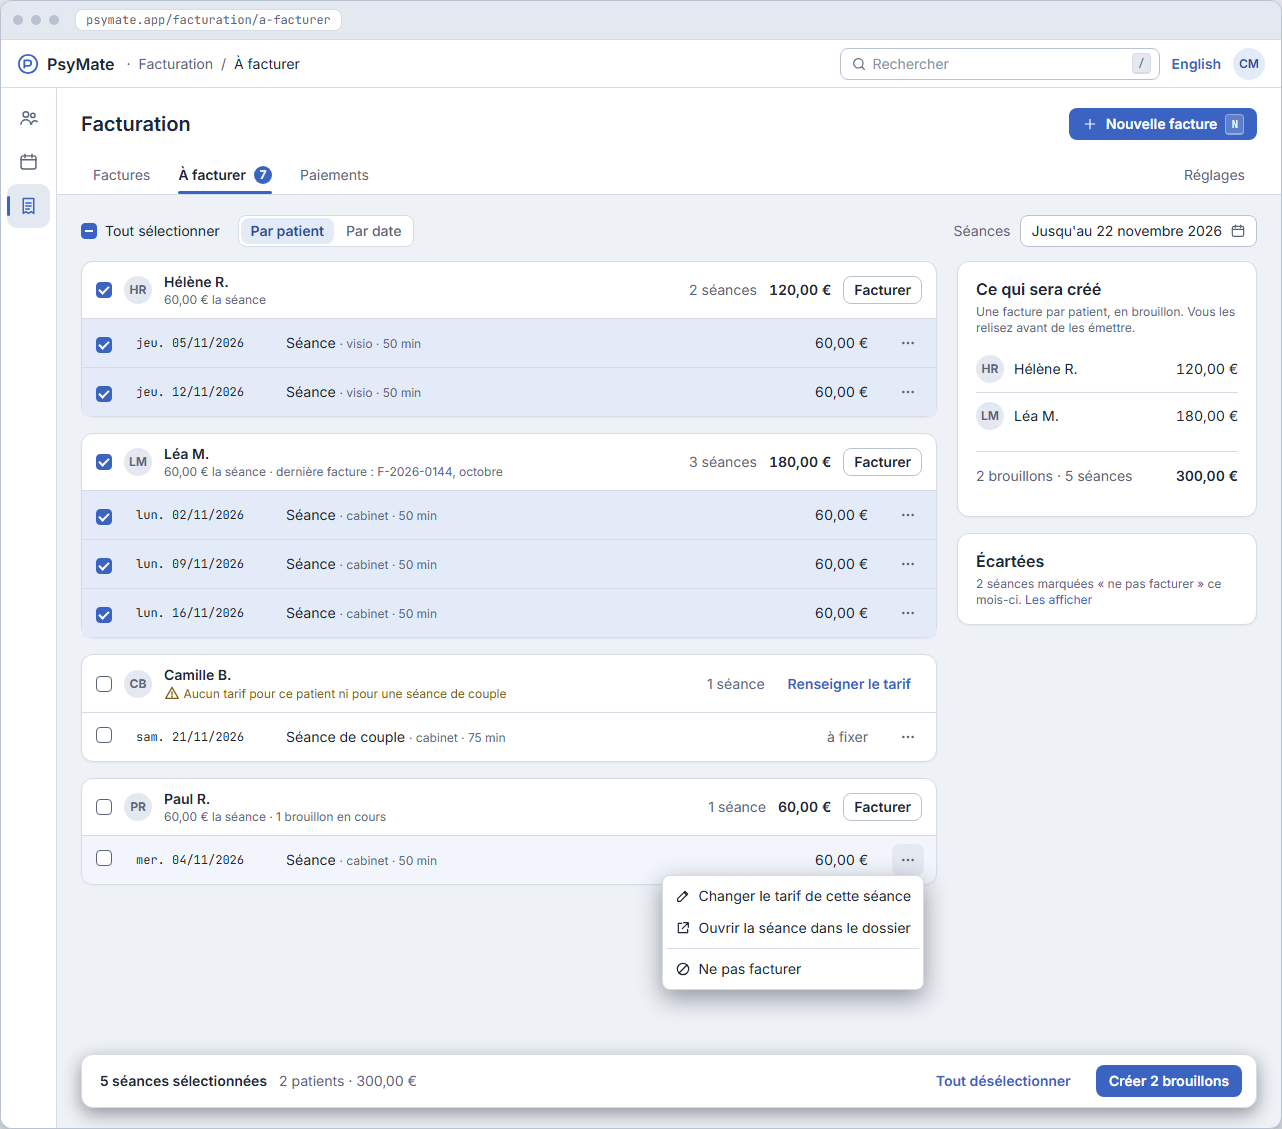 psymate.app/facturation/a-facturer
PsyMate · Facturation / À facturer
Rechercher /
English
CM
Facturation
+ Nouvelle facture N
Factures
À facturer 7
Paiements
Réglages
Tout sélectionner
Par patient
Par date
Séances
Jusqu'au 22 novembre 2026
HR
Hélène R.
60,00 € la séance
2 séances 120,00 € Facturer
jeu. 05/11/2026 Séance · visio · 50 min 60,00 € ···
jeu. 12/11/2026 Séance · visio · 50 min 60,00 € ···
LM
Léa M.
60,00 € la séance · dernière facture : F-2026-0144, octobre
3 séances 180,00 € Facturer
lun. 02/11/2026 Séance · cabinet · 50 min 60,00 € ···
lun. 09/11/2026 Séance · cabinet · 50 min 60,00 € ···
lun. 16/11/2026 Séance · cabinet · 50 min 60,00 € ···
CB
Camille B.
Aucun tarif pour ce patient ni pour une séance de couple
1 séance Renseigner le tarif
sam. 21/11/2026 Séance de couple · cabinet · 75 min à fixer ···
PR
Paul R.
60,00 € la séance · 1 brouillon en cours
1 séance 60,00 € Facturer
mer. 04/11/2026 Séance · cabinet · 50 min 60,00 € ···
Changer le tarif de cette séance
Ouvrir la séance dans le dossier
Ne pas facturer
Ce qui sera créé
Une facture par patient, en brouillon. Vous les
relisez avant de les émettre.
HR Hélène R. 120,00 €
LM Léa M. 180,00 €
2 brouillons · 5 séances 300,00 €
Écartées
2 séances marquées « ne pas facturer » ce
mois-ci. Les afficher
5 séances sélectionnées 2 patients · 300,00 €
Tout désélectionner
Créer 2 brouillons